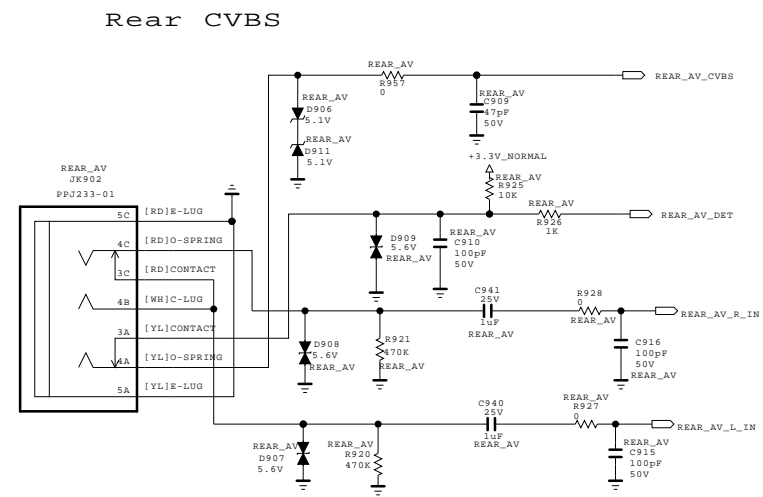 Rear CVBS
REAR_AV
R957
0
REAR_AV_CVBS
REAR_AV
D906
5.1V
REAR_AV
C909
47pF
50V
REAR_AV
D911
5.1V
+3.3V_NORMAL
REAR_AV
R925
10K
REAR_AV
JK902
PPJ233-01
REAR_AV
R926
1K
REAR_AV_DET
5C
[RD]E-LUG
4C
[RD]O-SPRING
3C
[RD]CONTACT
4B
[WH]C-LUG
3A
[YL]CONTACT
4A
[YL]O-SPRING
5A
[YL]E-LUG
D909
5.6V
REAR_AV
REAR_AV
C910
100pF
50V
C941
25V
1uF
REAR_AV
R928
0
REAR_AV
REAR_AV_R_IN
D908
5.6V
REAR_AV
R921
470K
REAR_AV
C916
100pF
50V
REAR_AV
C940
25V
1uF
REAR_AV
REAR_AV
R927
0
REAR_AV_L_IN
REAR_AV
D907
5.6V
REAR_AV
R920
470K
REAR_AV
C915
100pF
50V